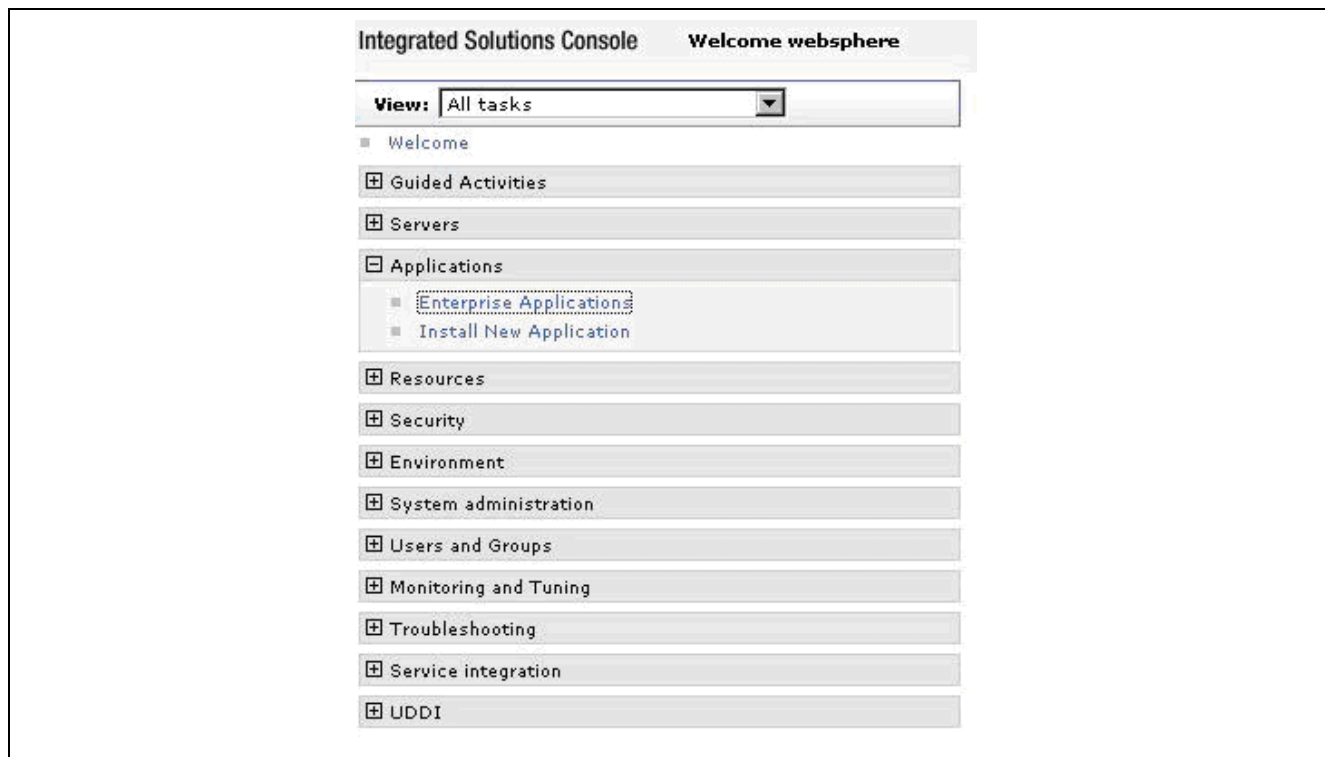 Integrated Solutions Console Welcome websphere
View: All tasks
Welcome
Guided Activities
Servers
Applications
Enterprise Applications
Install New Application
Resources
Security
Environment
System administration
Users and Groups
Monitoring and Tuning
Troubleshooting
Service integration
UDDI